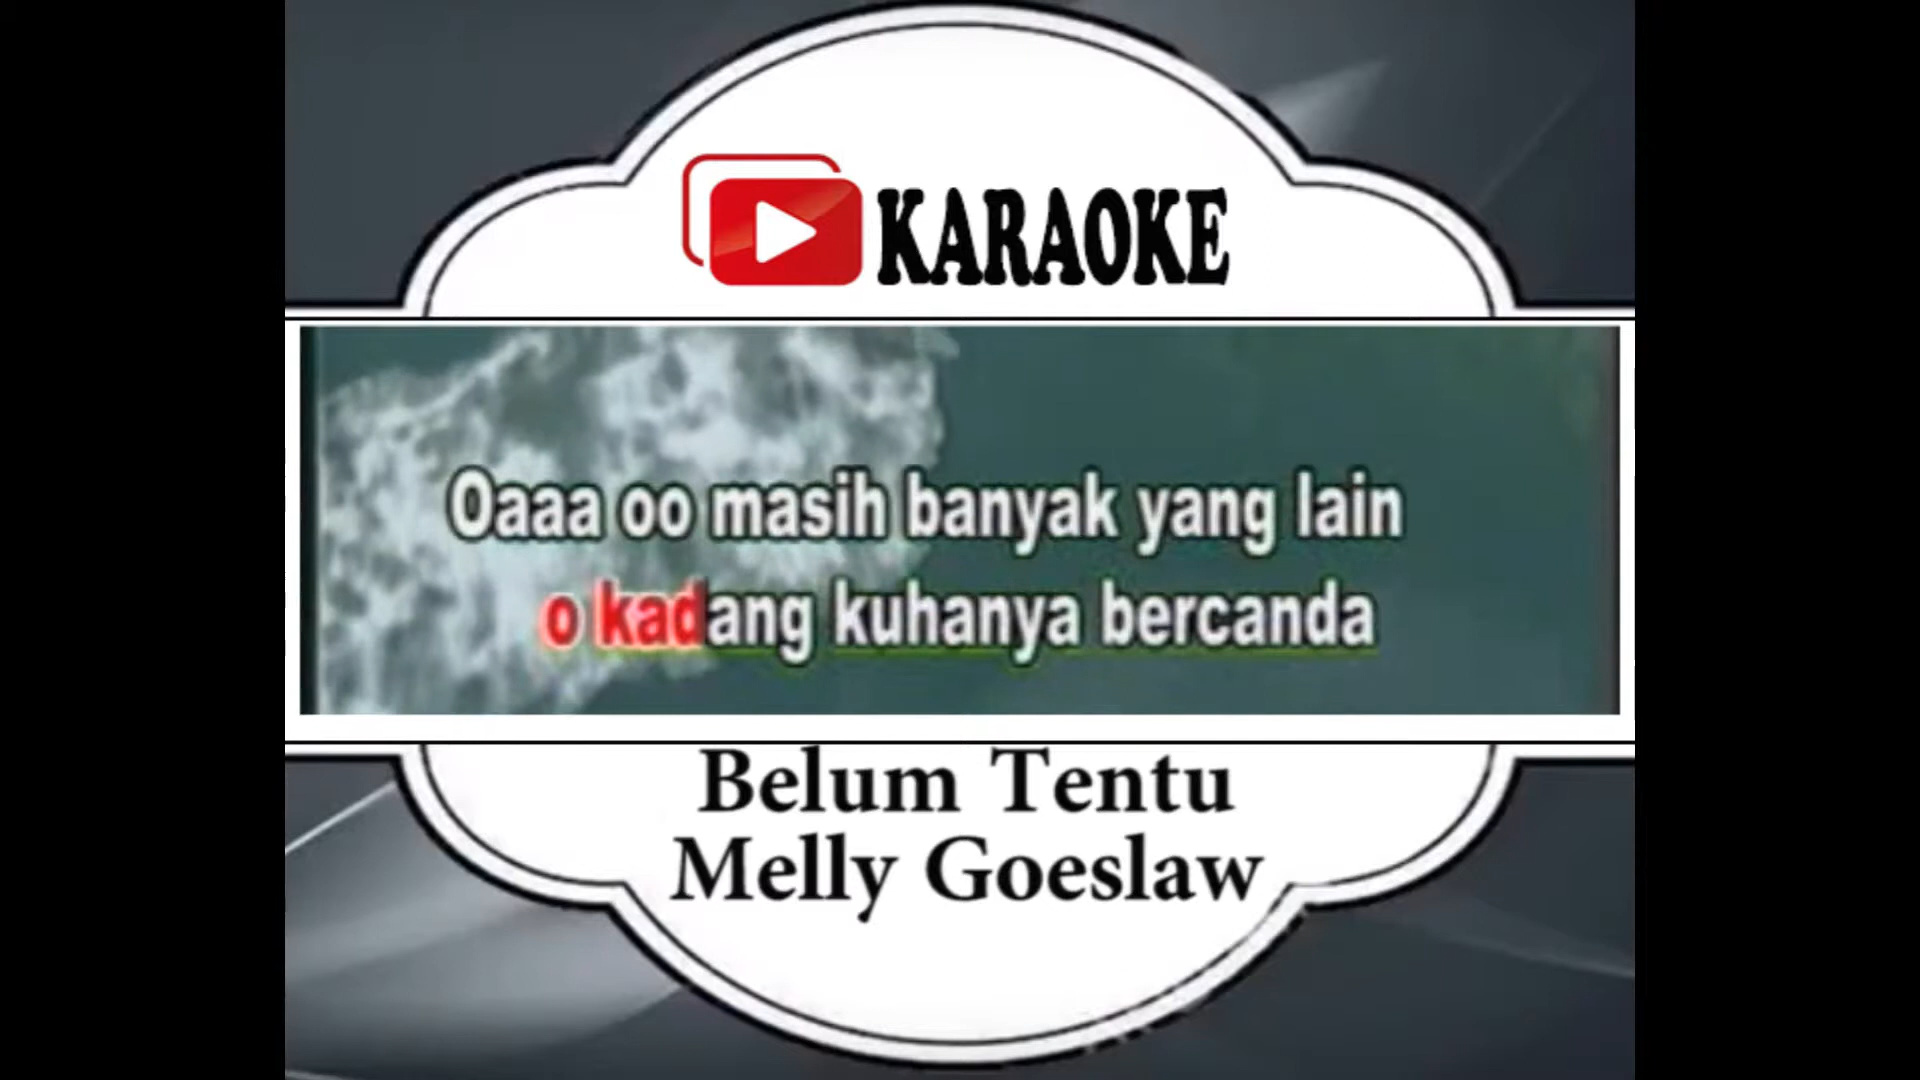 KARAOKE
Oaaa oo masih banyak yang lain
o kadang kuhanya bercanda
Belum Tentu
Melly Goeslaw